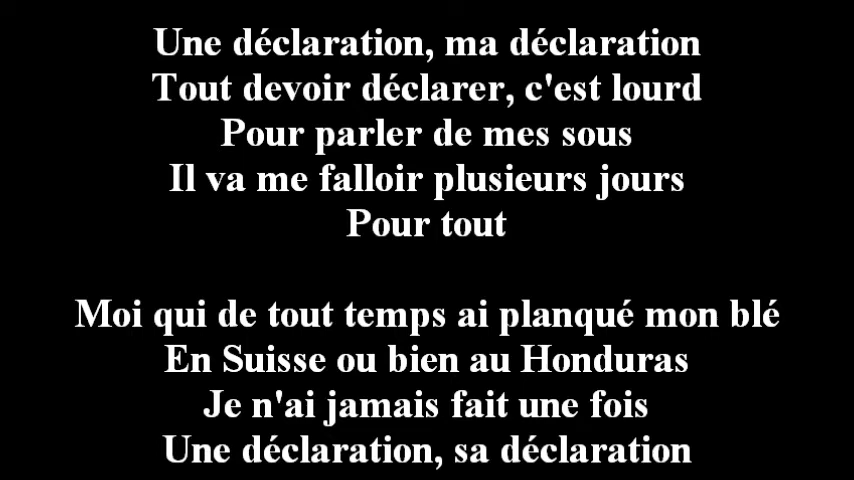 Une déclaration, ma déclaration
Tout devoir déclarer, c'est lourd
Pour parler de mes sous
Il va me falloir plusieurs jours
Pour tout
Moi qui de tout temps ai planqué mon blé
En Suisse ou bien au Honduras
Je n'ai jamais fait une fois
Une déclaration, sa déclaration